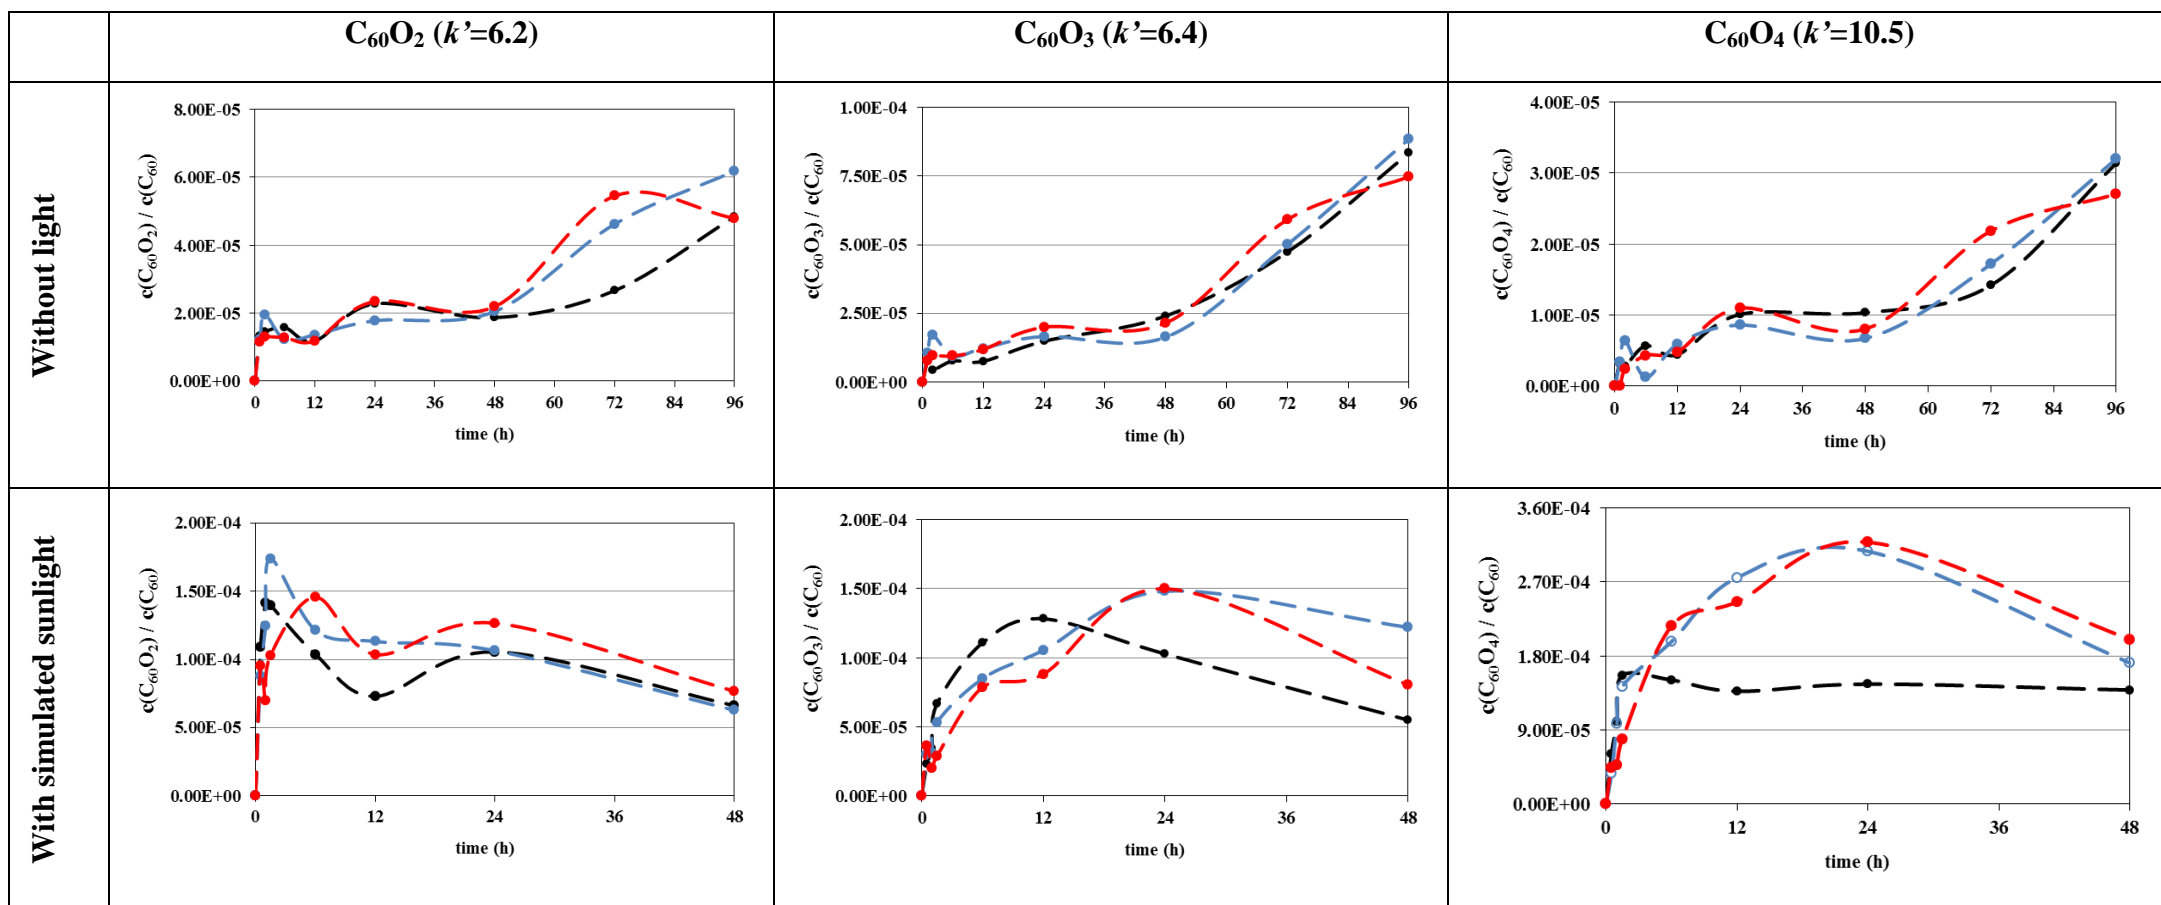 C₆₀O₂ (k’=6.2)
C₆₀O₃ (k’=6.4)
C₆₀O₄ (k’=10.5)
Without light
c(C₆₀O₂) / c(C₆₀)
8.00E-05
6.00E-05
4.00E-05
2.00E-05
0.00E+00
0 12 24 36 48 60 72 84 96
time (h)
c(C₆₀O₃) / c(C₆₀)
1.00E-04
7.50E-05
5.00E-05
2.50E-05
0.00E+00
0 12 24 36 48 60 72 84 96
time (h)
c(C₆₀O₄) / c(C₆₀)
4.00E-05
3.00E-05
2.00E-05
1.00E-05
0.00E+00
0 12 24 36 48 60 72 84 96
time (h)
With simulated sunlight
c(C₆₀O₂) / c(C₆₀)
2.00E-04
1.50E-04
1.00E-04
5.00E-05
0.00E+00
0 12 24 36 48
time (h)
c(C₆₀O₃) / c(C₆₀)
2.00E-04
1.50E-04
1.00E-04
5.00E-05
0.00E+00
0 12 24 36 48
time (h)
c(C₆₀O₄) / c(C₆₀)
3.60E-04
2.70E-04
1.80E-04
9.00E-05
0.00E+00
0 12 24 36 48
time (h)